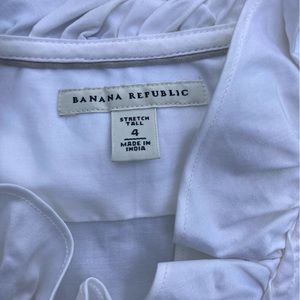 BANANA REPUBLIC
STRETCH
TALL
4
MADE IN
INDIA